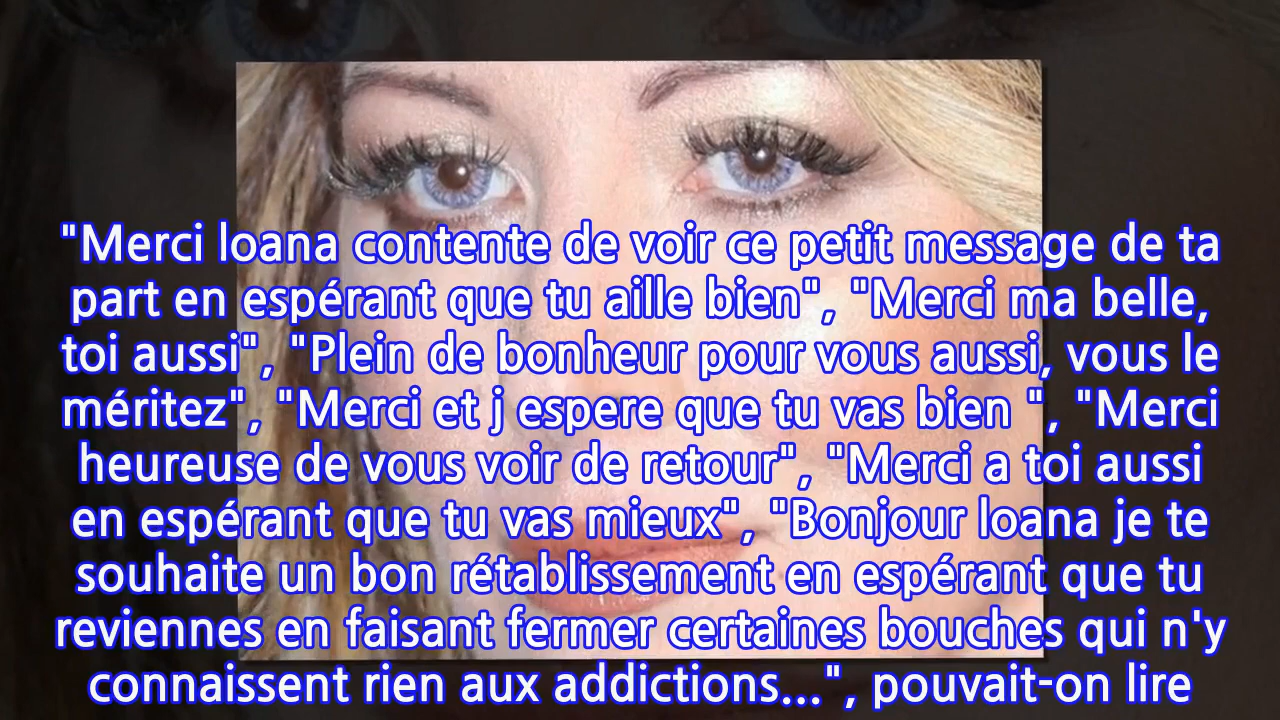 "Merci Ioana contente de voir ce petit message de ta
part en espérant que tu aille bien", "Merci ma belle,
toi aussi", "Plein de bonheur pour vous aussi, vous le
méritez", "Merci et j espere que tu vas bien ", "Merci
heureuse de vous voir de retour", "Merci a toi aussi
en espérant que tu vas mieux", "Bonjour loana je te
souhaite un bon rétablissement en espérant que tu
reviennes en faisant fermer certaines bouches qui n'y
connaissent rien aux addictions...", pouvait-on lire